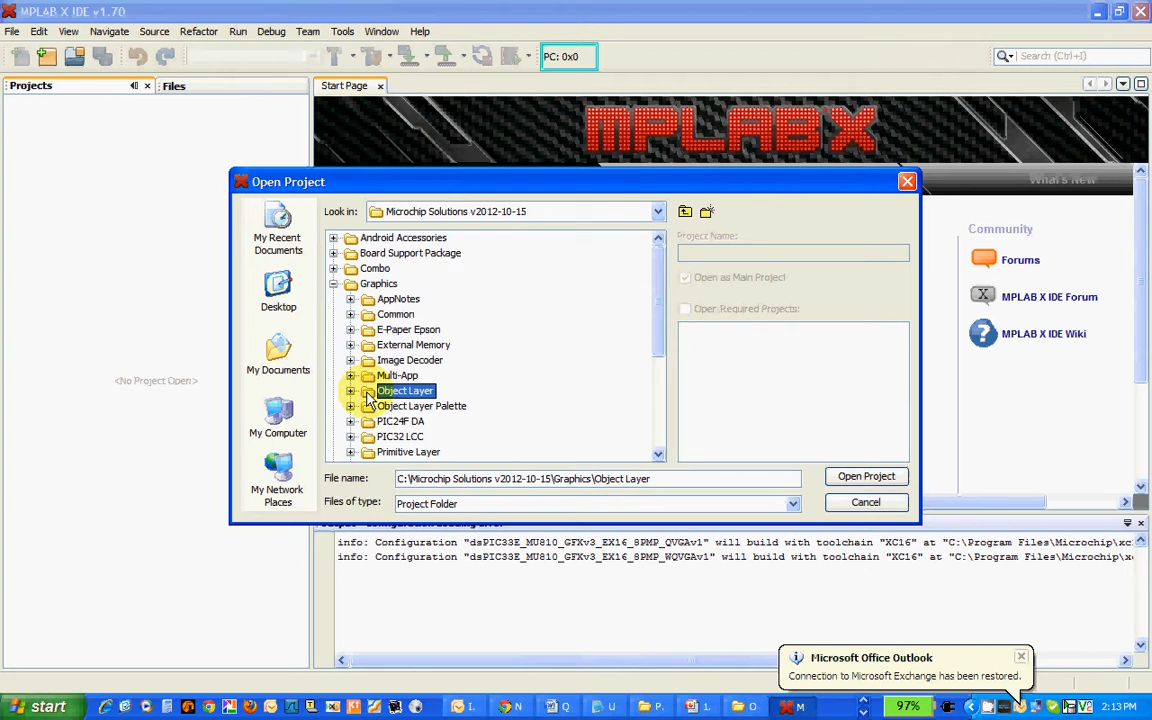 MPLAB X IDE v1.70
File Edit View Navigate Source Refactor Run Debug Team Tools Window Help
PC: 0x0
Search (Ctrl+I)
Projects
Files
Start Page
MPLAB X
What's New
Open Project
Look in:
Microchip Solutions v2012-10-15
My Recent
Documents
Desktop
My Documents
My Computer
My Network
Places
Android Accessories
Board Support Package
Combo
Graphics
AppNotes
Common
E-Paper Epson
External Memory
Image Decoder
Multi-App
Object Layer
Object Layer Palette
PIC24F DA
PIC32 LCC
Primitive Layer
Project Name:
Open as Main Project
Open Required Projects:
File name:
C:\Microchip Solutions v2012-10-15\Graphics\Object Layer
Open Project
Files of type:
Project Folder
Cancel
<No Project Open>
Community
Forums
MPLAB X IDE Forum
MPLAB X IDE Wiki
info: Configuration "dsPIC33E_MU810_GFXv3_EX16_8PMP_QVGAv1" will build with toolchain "XC16" at "C:\Program Files\Microchip\xc
info: Configuration "dsPIC33E_MU810_GFXv3_EX16_8PMP_WQVGAv1" will build with toolchain "XC16" at "C:\Program Files\Microchip\x
Microsoft Office Outlook
Connection to Microsoft Exchange has been restored.
start
I..
N
Q
U
P.
1.
O
M
97%
V2
2:13 PM